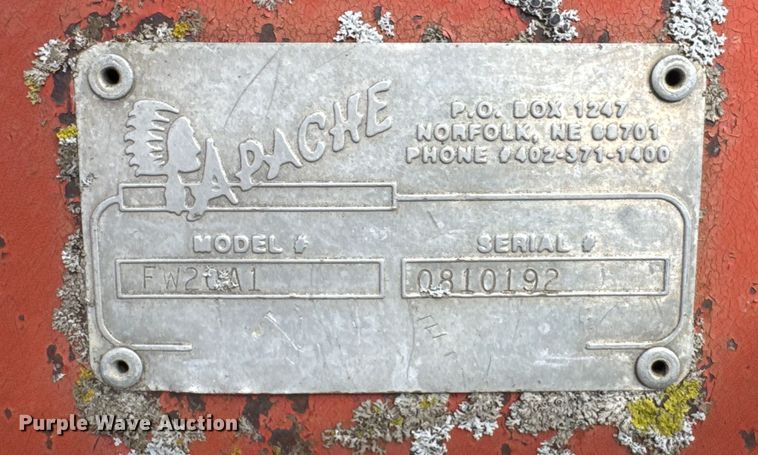 APACHE
P.O. BOX 1247
NORFOLK, NE 68701
PHONE #402-371-1400
MODEL #
SERIAL #
0810192
Purple Wave Auction